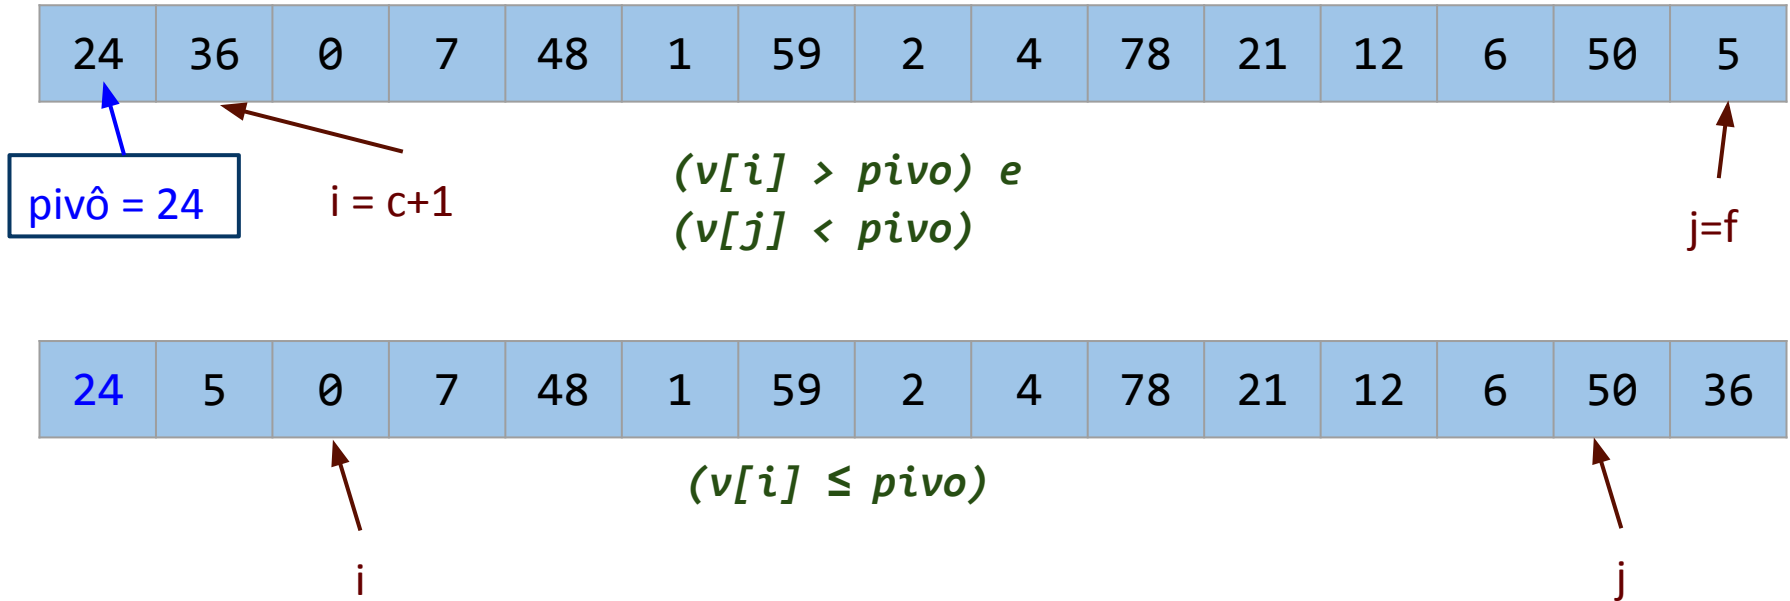 24 36 0 7 48 1 59 2 4 78 21 12 6 50 5
pivô = 24
i = c+1
(v[i] > pivo) e
(v[j] < pivo)
j=f
24 5 0 7 48 1 59 2 4 78 21 12 6 50 36
(v[i] ≤ pivo)
i
j